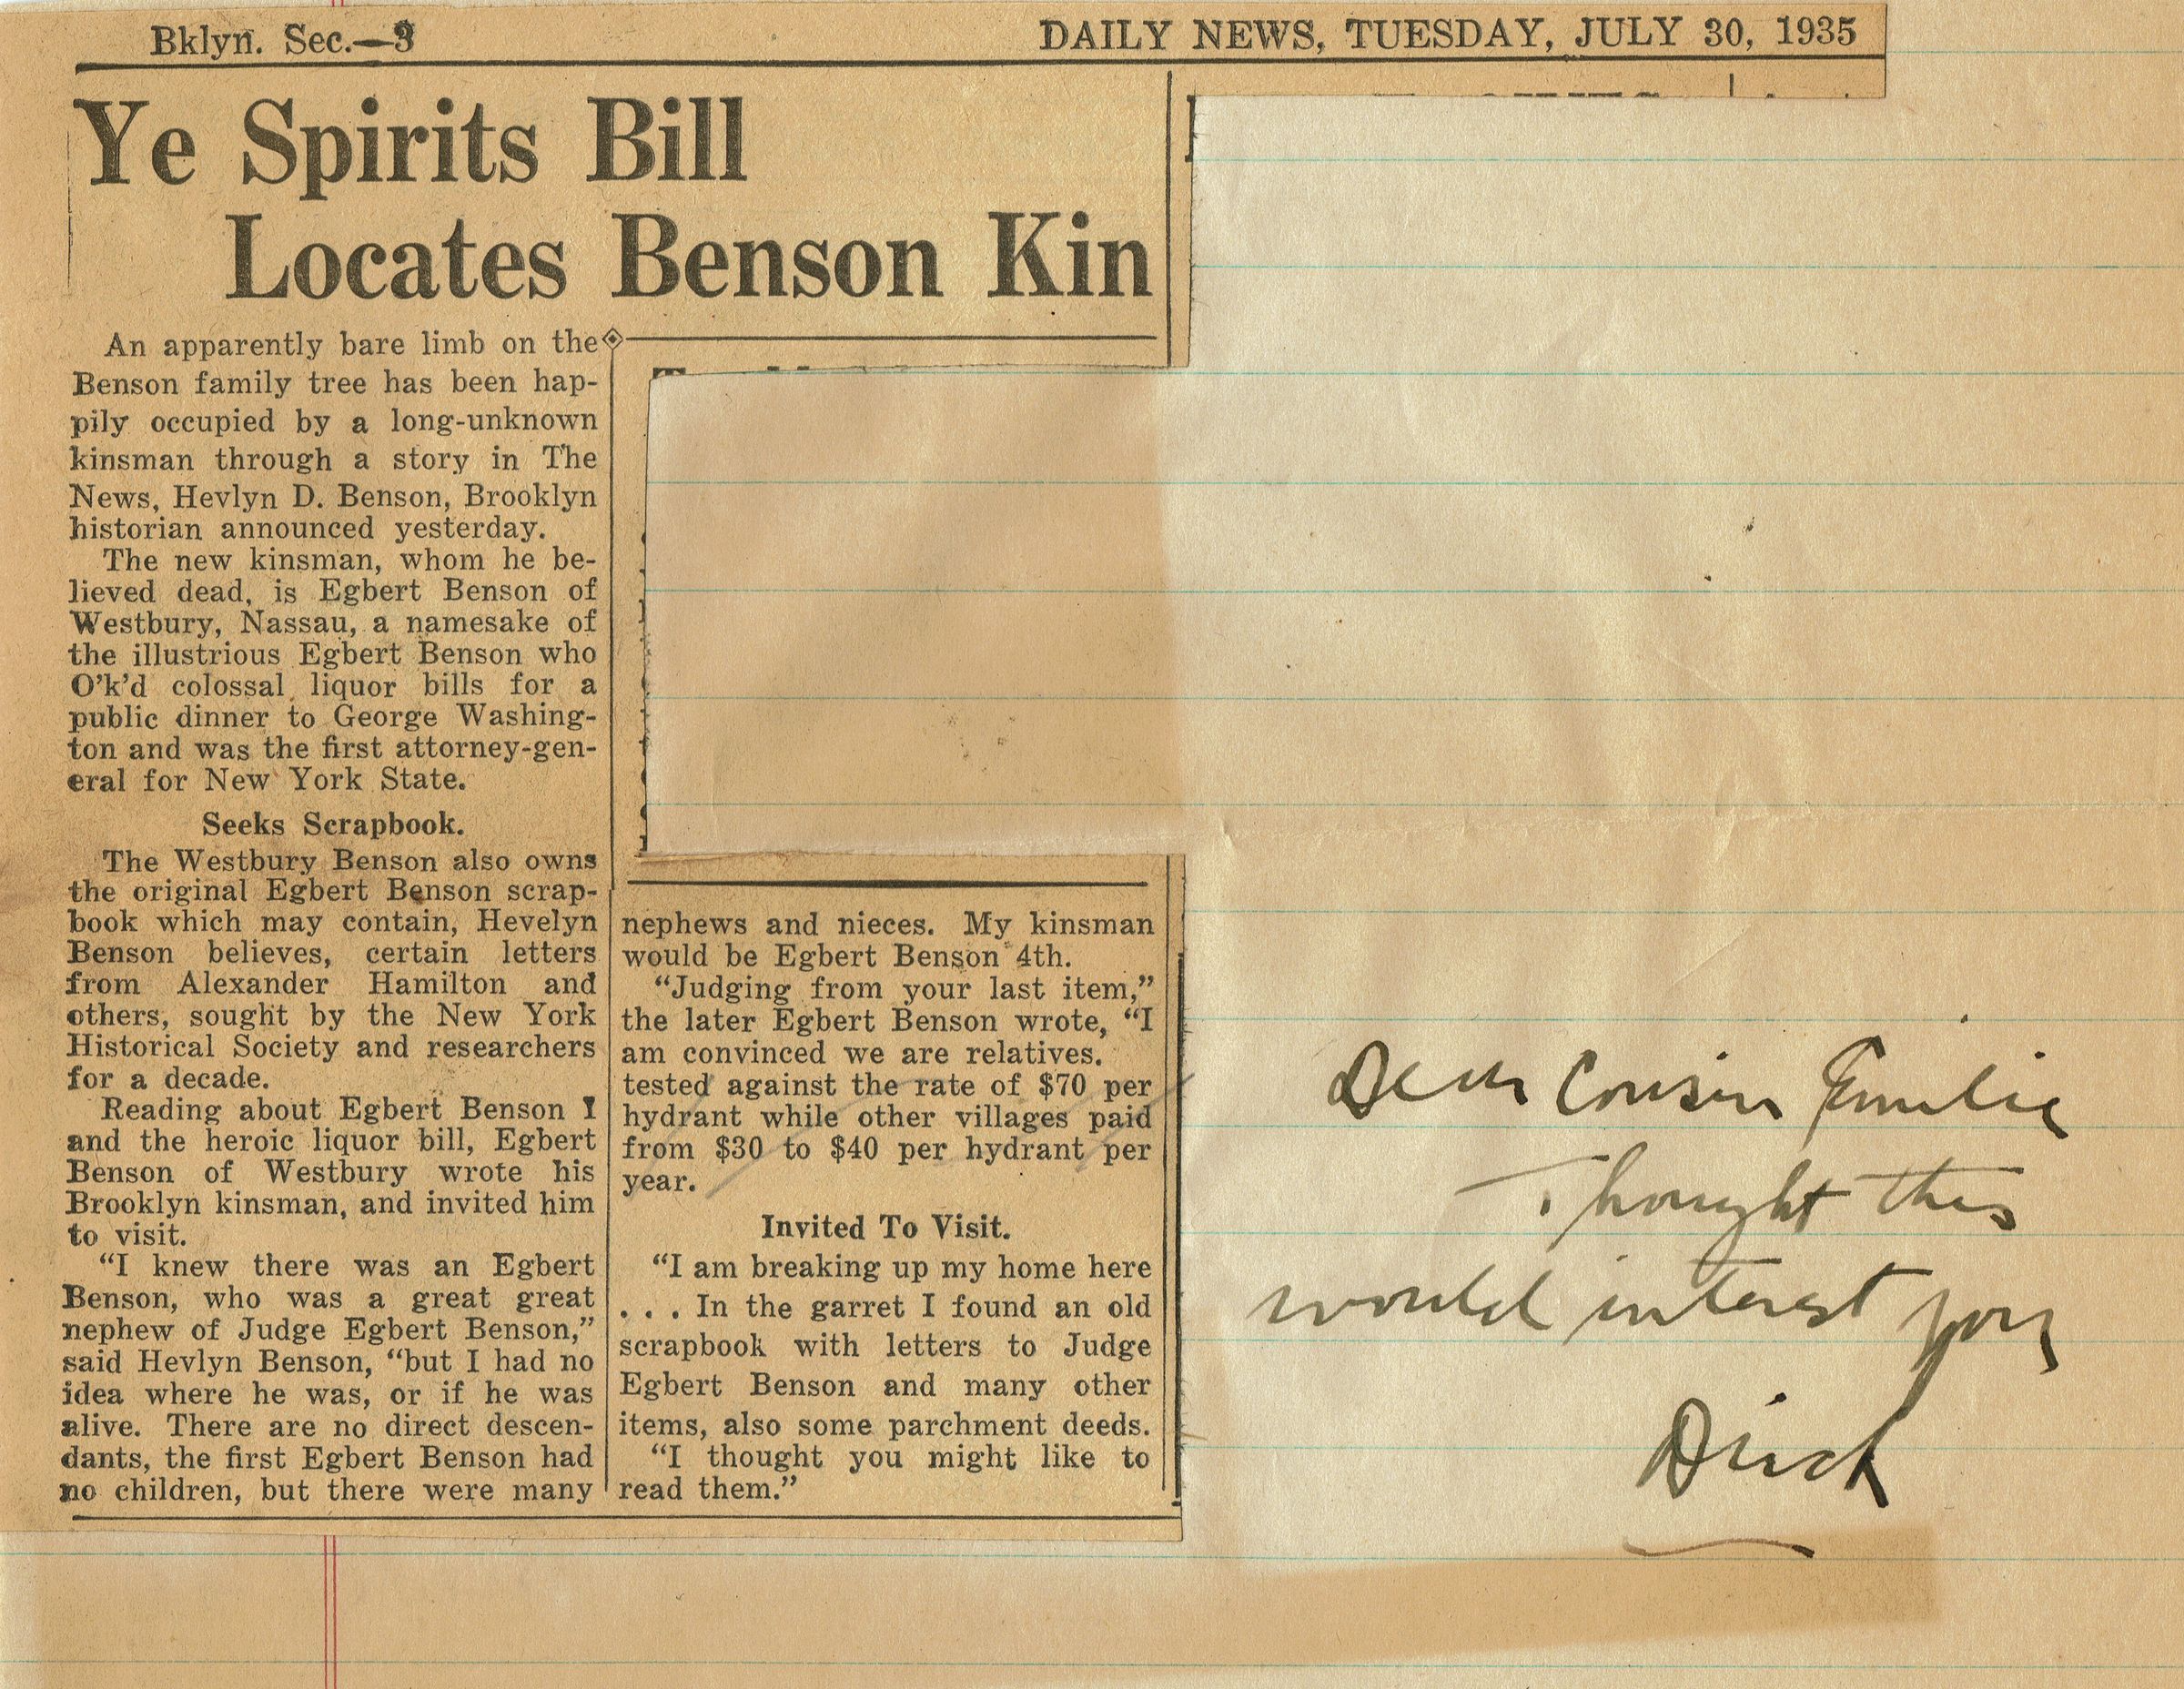 Bklyn. Sec.—3
DAILY NEWS, TUESDAY, JULY 30, 1935
Ye Spirits Bill
Locates Benson Kin
An apparently bare limb on the
Benson family tree has been hap-
pily occupied by a long-unknown
kinsman through a story in The
News, Hevlyn D. Benson, Brooklyn
historian announced yesterday.
The new kinsman, whom he be-
lieved dead, is Egbert Benson of
Westbury, Nassau, a namesake of
the illustrious Egbert Benson who
O'k'd colossal liquor bills for a
public dinner to George Washing-
ton and was the first attorney-gen-
eral for New York State.
Seeks Scrapbook.
The Westbury Benson also owns
the original Egbert Benson scrap-
book which may contain, Hevelyn
Benson believes, certain letters
from Alexander Hamilton and
others, sought by the New York
Historical Society and researchers
for a decade.
Reading about Egbert Benson I
and the heroic liquor bill, Egbert
Benson of Westbury wrote his
Brooklyn kinsman, and invited him
to visit.
“I knew there was an Egbert
Benson, who was a great great
nephew of Judge Egbert Benson,”
said Hevlyn Benson, “but I had no
idea where he was, or if he was
alive. There are no direct descen-
dants, the first Egbert Benson had
no children, but there were many
nephews and nieces. My kinsman
would be Egbert Benson 4th.
“Judging from your last item,”
the later Egbert Benson wrote, “I
am convinced we are relatives.
tested against the rate of $70 per
hydrant while other villages paid
from $30 to $40 per hydrant per
year.
Invited To Visit.
“I am breaking up my home here
. . . In the garret I found an old
scrapbook with letters to Judge
Egbert Benson and many other
items, also some parchment deeds.
“I thought you might like to
read them.”
Dear Cousin Emilie
Thought this
would interest you
Dick